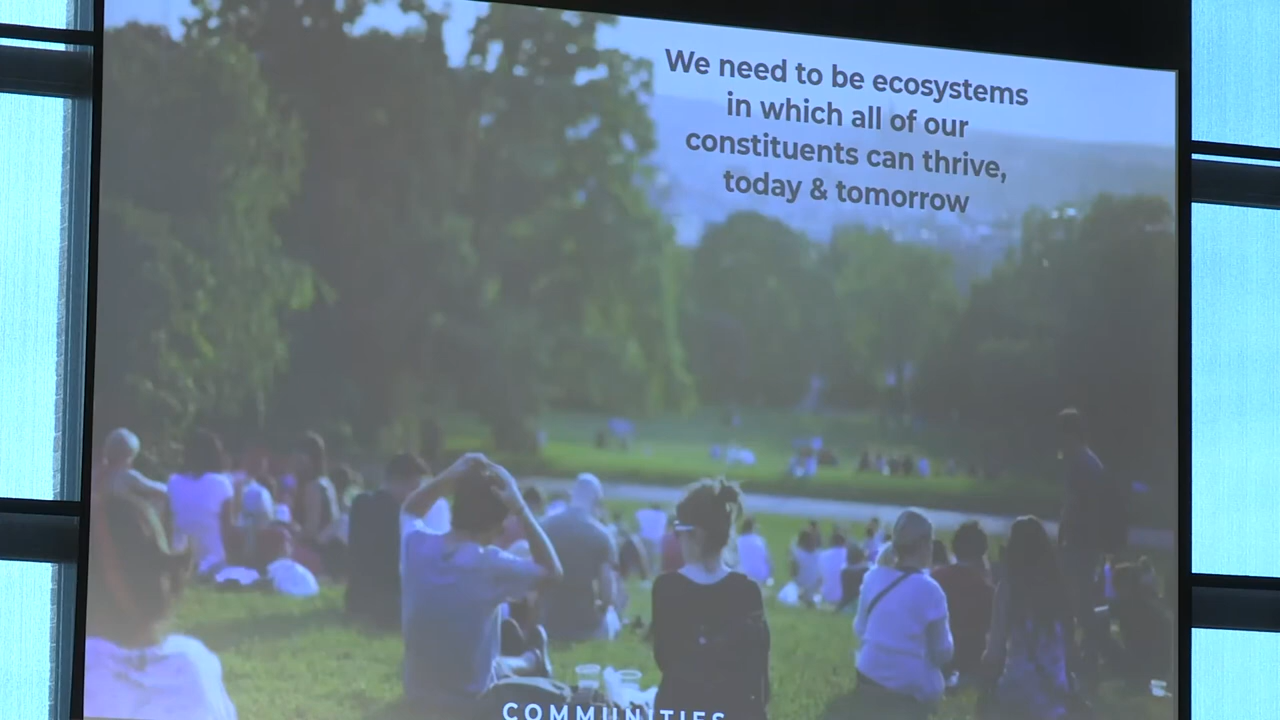 We need to be ecosystems
in which all of our
constituents can thrive,
today & tomorrow
COMMUNITIES